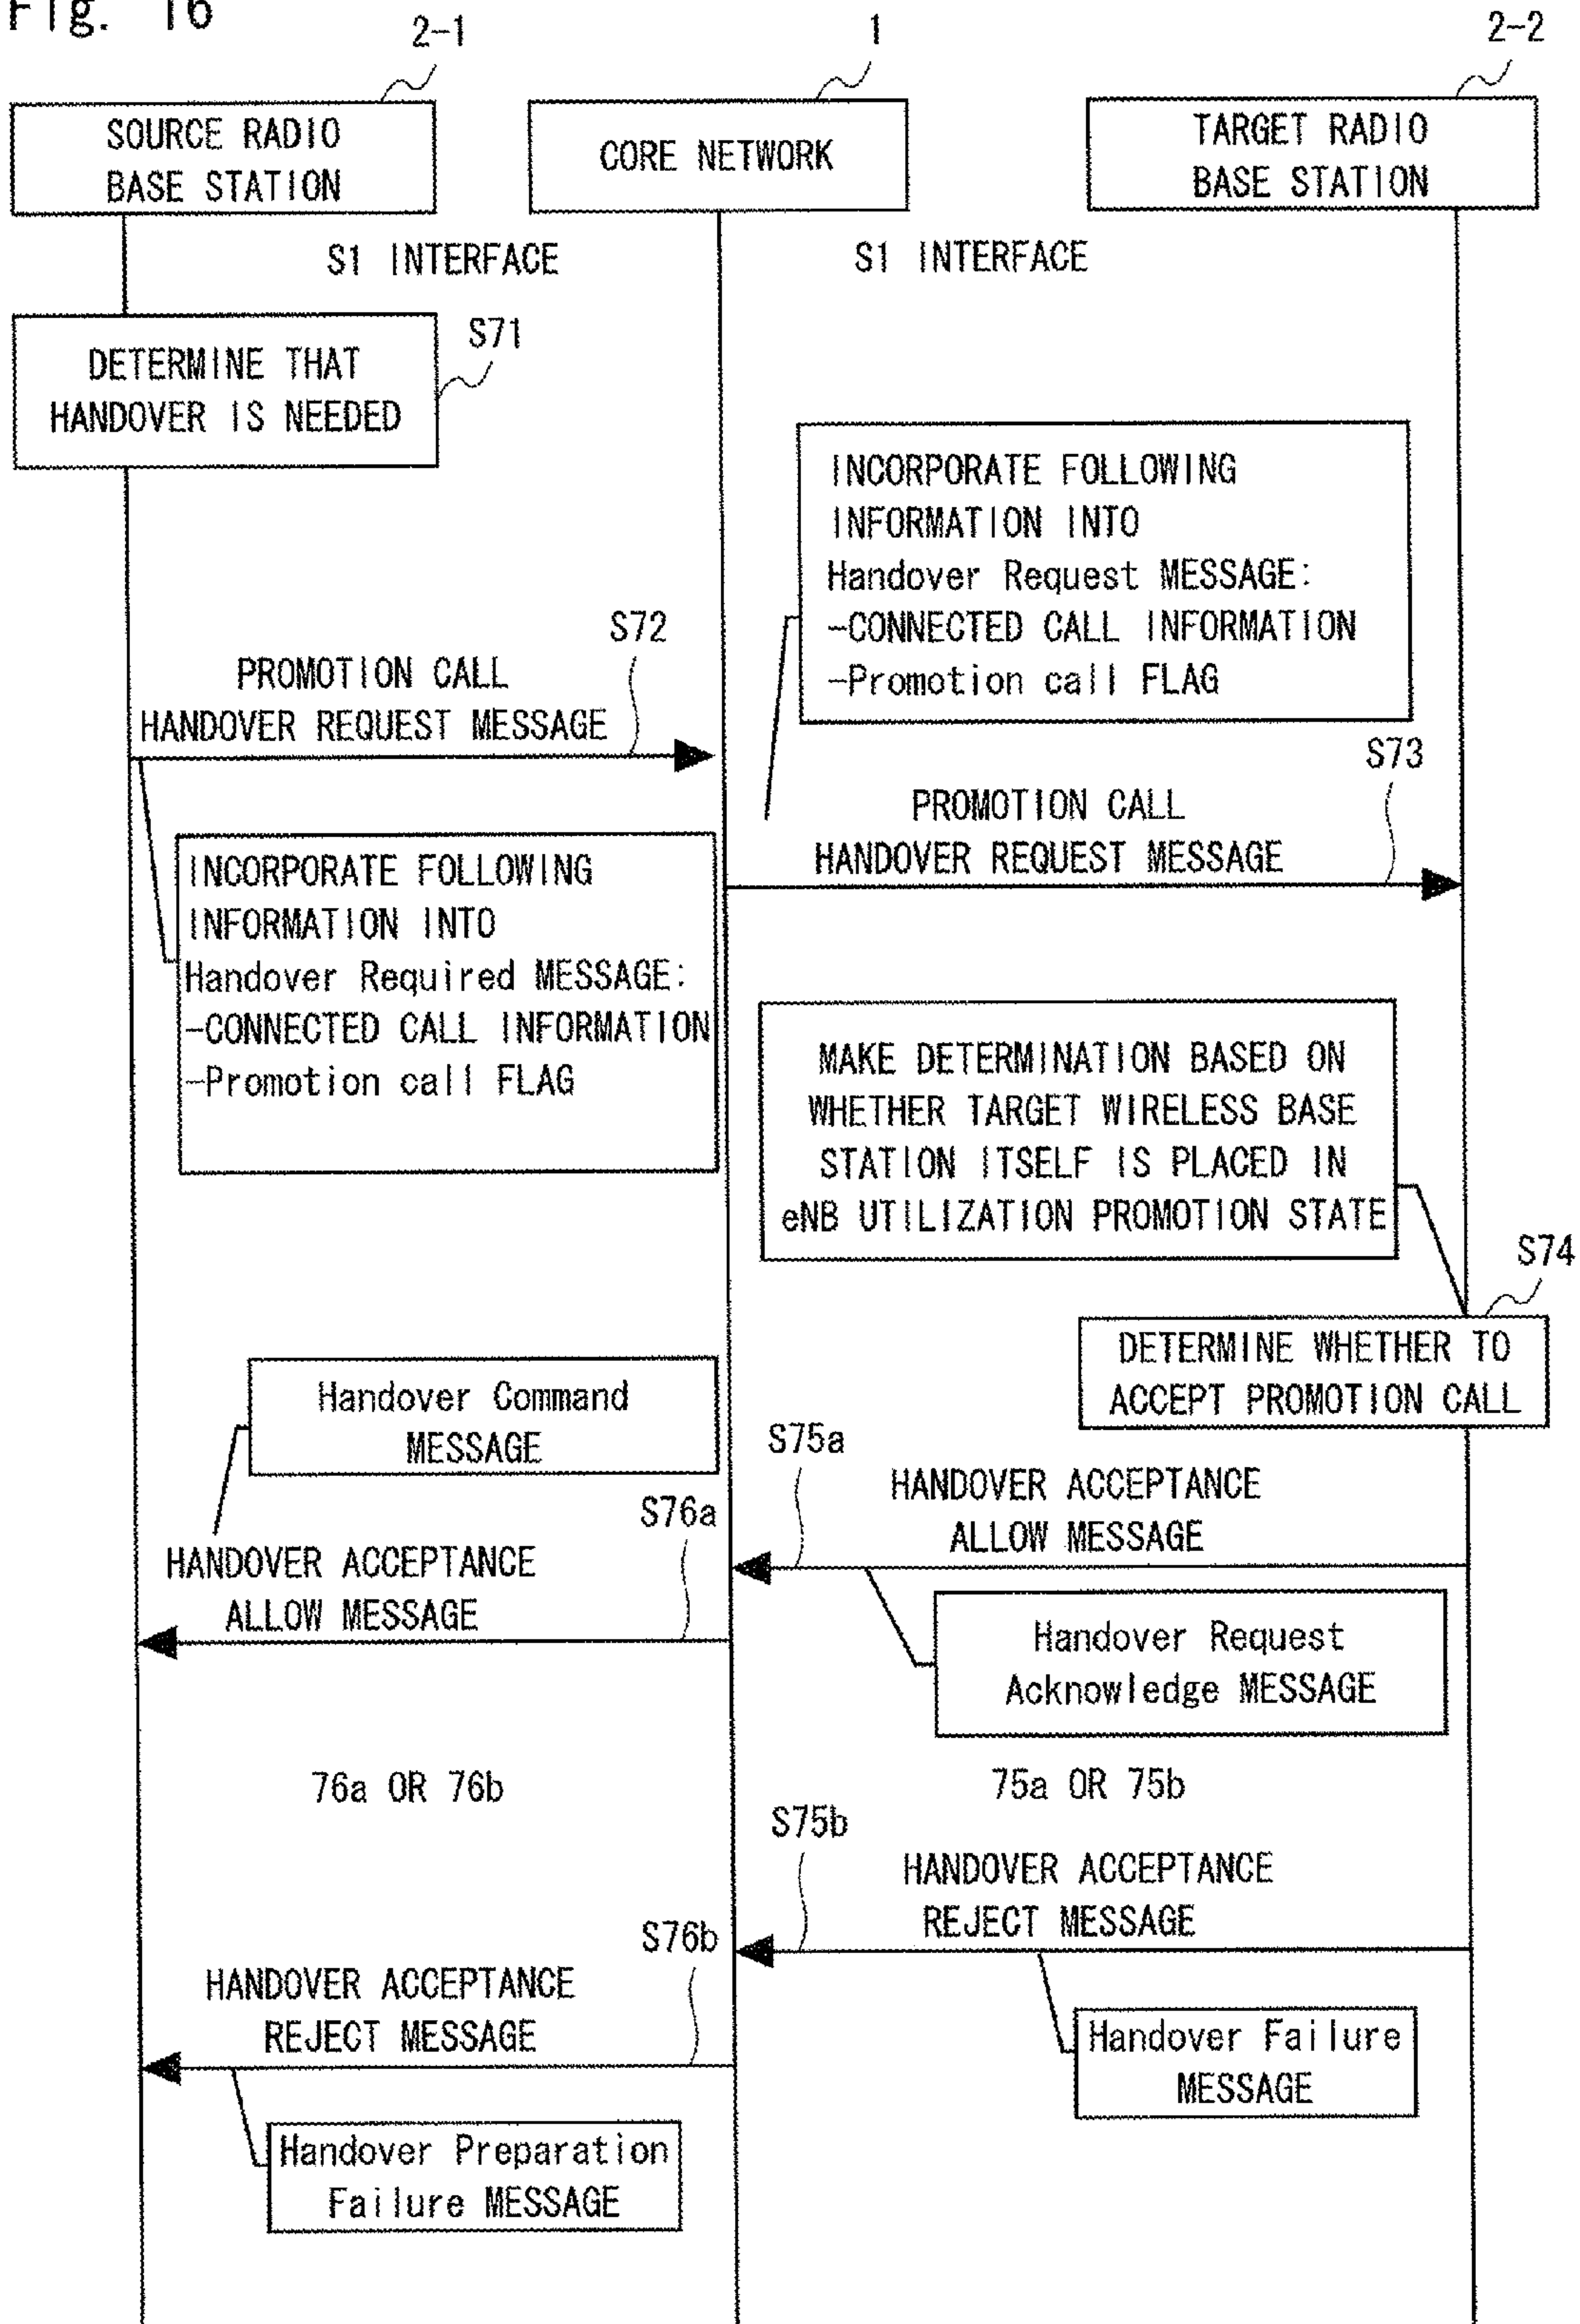 Fig. 16
2-1
1
2-2
SOURCE RADIO
BASE STATION
CORE NETWORK
TARGET RADIO
BASE STATION
S1 INTERFACE
S1 INTERFACE
DETERMINE THAT
HANDOVER IS NEEDED
S71
INCORPORATE FOLLOWING
INFORMATION INTO
Handover Request MESSAGE:
-CONNECTED CALL INFORMATION
-Promotion call FLAG
S72
PROMOTION CALL
HANDOVER REQUEST MESSAGE
S73
PROMOTION CALL
HANDOVER REQUEST MESSAGE
INCORPORATE FOLLOWING
INFORMATION INTO
Handover Required MESSAGE:
-CONNECTED CALL INFORMATION
-Promotion call FLAG
MAKE DETERMINATION BASED ON
WHETHER TARGET WIRELESS BASE
STATION ITSELF IS PLACED IN
eNB UTILIZATION PROMOTION STATE
S74
DETERMINE WHETHER TO
ACCEPT PROMOTION CALL
Handover Command
MESSAGE
S75a
HANDOVER ACCEPTANCE
ALLOW MESSAGE
S76a
HANDOVER ACCEPTANCE
ALLOW MESSAGE
Handover Request
Acknowledge MESSAGE
76a OR 76b
75a OR 75b
S75b
HANDOVER ACCEPTANCE
REJECT MESSAGE
S76b
HANDOVER ACCEPTANCE
REJECT MESSAGE
Handover Failure
MESSAGE
Handover Preparation
Failure MESSAGE